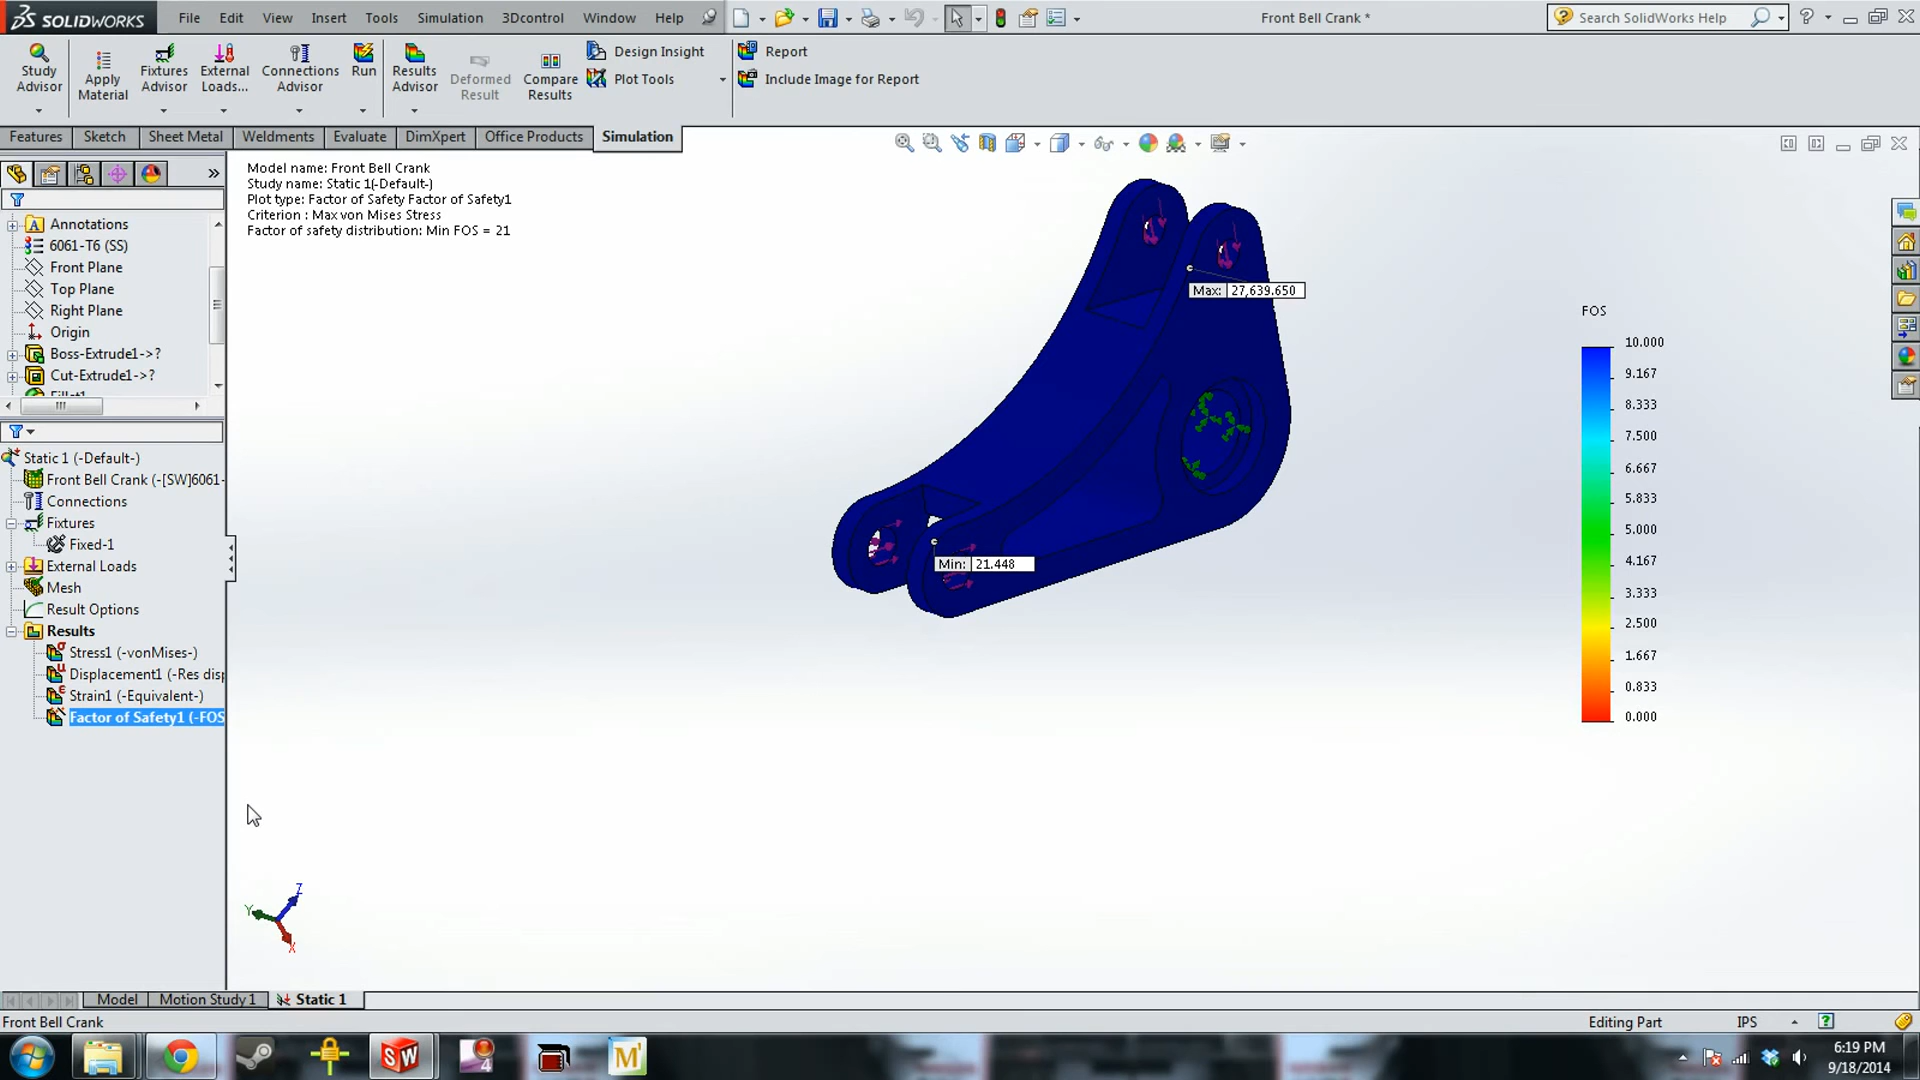 SOLIDWORKS
File Edit View Insert Tools Simulation 3Dcontrol Window Help
Front Bell Crank *
Search SolidWorks Help
Study Advisor
Apply Material
Fixtures Advisor
External Loads...
Connections Advisor
Run
Results Advisor
Deformed Result
Compare Results
Design Insight
Plot Tools
Report
Include Image for Report
Features Sketch Sheet Metal Weldments Evaluate DimXpert Office Products Simulation
Annotations
6061-T6 (SS)
Front Plane
Top Plane
Right Plane
Origin
Boss-Extrude1->?
Cut-Extrude1->?
Static 1 (-Default-)
Front Bell Crank (-[SW]6061-
Connections
Fixtures
Fixed-1
External Loads
Mesh
Result Options
Results
Stress1 (-vonMises-)
Displacement1 (-Res disp
Strain1 (-Equivalent-)
Factor of Safety1 (-FOS
Model name: Front Bell Crank
Study name: Static 1(-Default-)
Plot type: Factor of Safety Factor of Safety1
Criterion : Max von Mises Stress
Factor of safety distribution: Min FOS = 21
Max: 27,639.650
Min: 21.448
FOS
10.000
9.167
8.333
7.500
6.667
5.833
5.000
4.167
3.333
2.500
1.667
0.833
0.000
Z
Y
X
Model Motion Study 1 Static 1
Front Bell Crank
Editing Part
IPS
SW
4
M
6:19 PM
9/18/2014